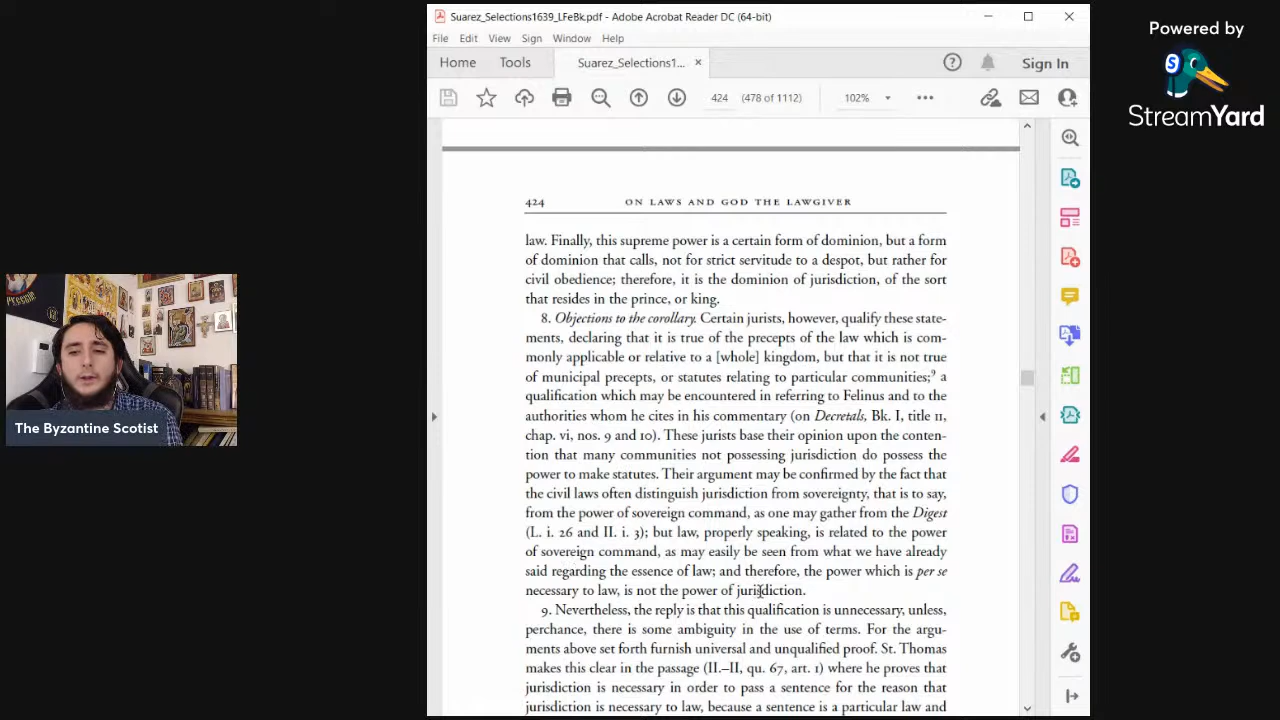 Suarez_Selections1639_LFeBk.pdf - Adobe Acrobat Reader DC (64-bit)
File Edit View Sign Window Help
Home Tools Suarez_Selections1... × Sign In
424 (478 of 1112) 102%
Powered by
S
StreamYard
The Byzantine Scotist
424 ON LAWS AND GOD THE LAWGIVER
law. Finally, this supreme power is a certain form of dominion, but a form
of dominion that calls, not for strict servitude to a despot, but rather for
civil obedience; therefore, it is the dominion of jurisdiction, of the sort
that resides in the prince, or king.
8. Objections to the corollary. Certain jurists, however, qualify these state-
ments, declaring that it is true of the precepts of the law which is com-
monly applicable or relative to a [whole] kingdom, but that it is not true
of municipal precepts, or statutes relating to particular communities;⁹ a
qualification which may be encountered in referring to Felinus and to the
authorities whom he cites in his commentary (on Decretals, Bk. I, title 11,
chap. vi, nos. 9 and 10). These jurists base their opinion upon the conten-
tion that many communities not possessing jurisdiction do possess the
power to make statutes. Their argument may be confirmed by the fact that
the civil laws often distinguish jurisdiction from sovereignty, that is to say,
from the power of sovereign command, as one may gather from the Digest
(L. i. 26 and II. i. 3); but law, properly speaking, is related to the power
of sovereign command, as may easily be seen from what we have already
said regarding the essence of law; and therefore, the power which is per se
necessary to law, is not the power of jurisdiction.
9. Nevertheless, the reply is that this qualification is unnecessary, unless,
perchance, there is some ambiguity in the use of terms. For the argu-
ments above set forth furnish universal and unqualified proof. St. Thomas
makes this clear in the passage (II.–II, qu. 67, art. 1) where he proves that
jurisdiction is necessary in order to pass a sentence for the reason that
jurisdiction is necessary to law, because a sentence is a particular law and